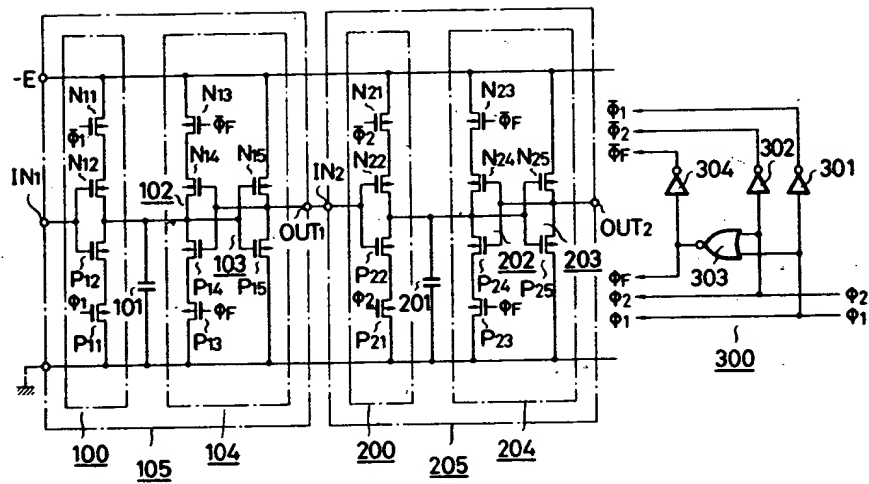 -E
N11
Φ̄1
N12
IN1
P12
Φ1
P11
101
102
N13
Φ̄F
N14
N15
103
OUT1
P14
P15
ΦF
P13
IN2
N21
Φ̄2
N22
P22
Φ2
P21
201
N23
Φ̄F
N24
N25
202
203
OUT2
P24
P25
ΦF
P23
Φ̄1
Φ̄2
Φ̄F
304
302
301
303
ΦF
Φ2
Φ1
Φ2
Φ1
300
100
105
104
200
205
204